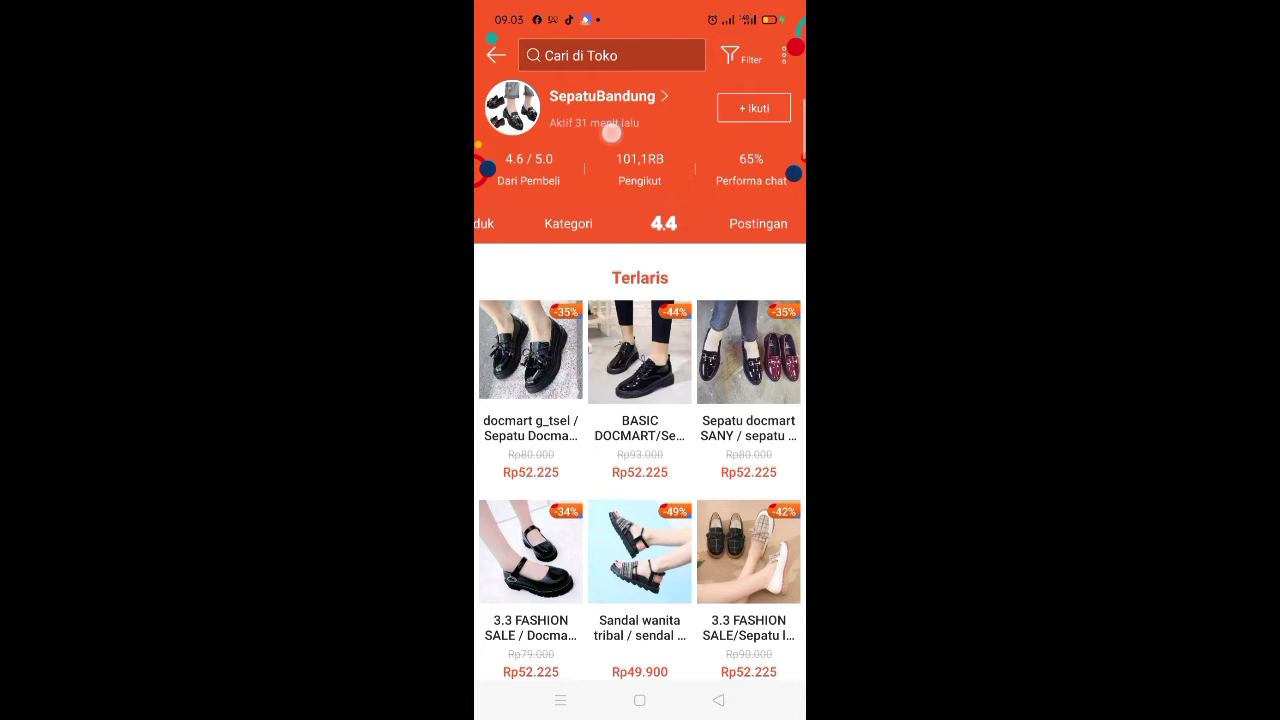 09.03
Cari di Toko
Filter
SepatuBandung
Aktif 31 menit lalu
+ Ikuti
4.6 / 5.0
101,1RB
65%
Dari Pembeli
Pengikut
Performa chat
duk
Kategori
4.4
Postingan
Terlaris
-35%
-44%
-35%
docmart g_tsel /
Sepatu Docma...
BASIC
DOCMART/Se...
Sepatu docmart
SANY / sepatu ...
Rp80.000
Rp93.000
Rp80.000
Rp52.225
Rp52.225
Rp52.225
-34%
-49%
-42%
3.3 FASHION
SALE / Docma...
Sandal wanita
tribal / sendal ...
3.3 FASHION
SALE/Sepatu l...
Rp79.000
Rp90.000
Rp52.225
Rp49.900
Rp52.225